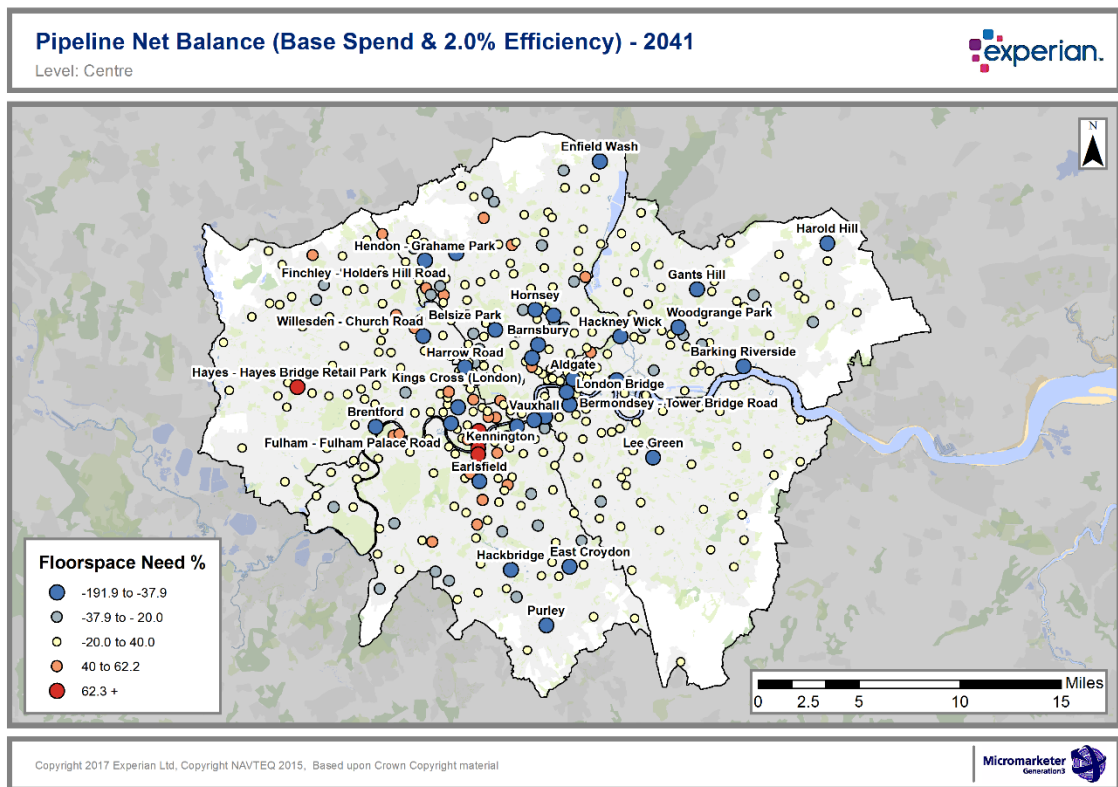 Pipeline Net Balance (Base Spend & 2.0% Efficiency) - 2041
Level: Centre
experian.
N
Enfield Wash
Harold Hill
Hendon - Grahame Park
Finchley - Holders Hill Road
Gants Hill
Hornsey
Belsize Park
Willesden - Church Road
Barnsbury
Hackney Wick
Woodgrange Park
Harrow Road
Aldgate
Barking Riverside
Hayes - Hayes Bridge Retail Park
Kings Cross (London)
London Bridge
Bermondsey - Tower Bridge Road
Brentford
Vauxhall
Fulham - Fulham Palace Road
Kennington
Lee Green
Earlsfield
Hackbridge
East Croydon
Purley
Floorspace Need %
-191.9 to -37.9
-37.9 to - 20.0
-20.0 to 40.0
40 to 62.2
62.3 +
Miles
0 2.5 5 10 15
Copyright 2017 Experian Ltd, Copyright NAVTEQ 2015, Based upon Crown Copyright material
Micromarketer
Generation3